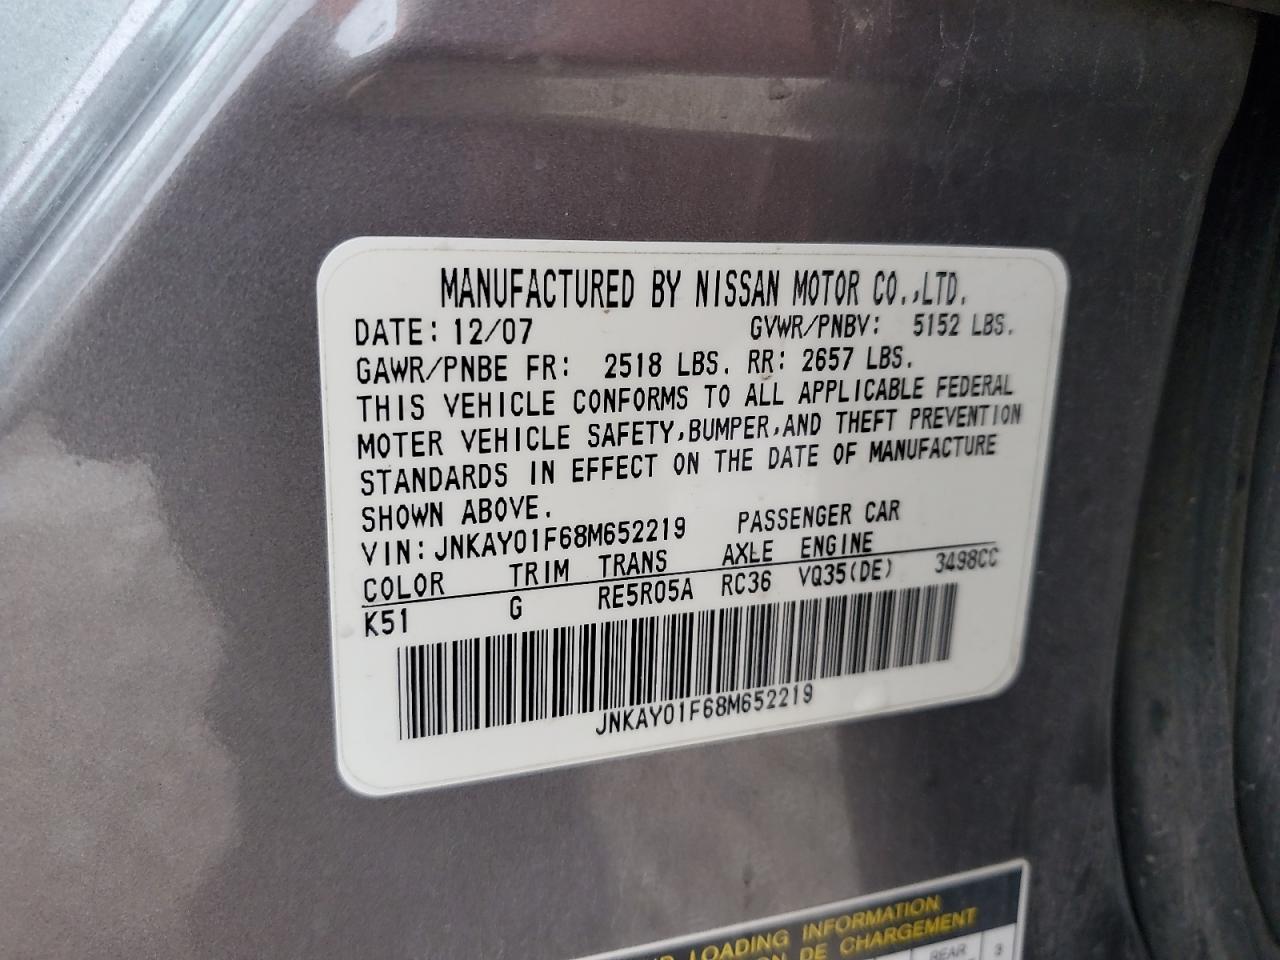 MANUFACTURED BY NISSAN MOTOR CO.,LTD.
DATE: 12/07 GVWR/PNBV: 5152 LBS.
GAWR/PNBE FR: 2518 LBS. RR: 2657 LBS.
THIS VEHICLE CONFORMS TO ALL APPLICABLE FEDERAL
MOTER VEHICLE SAFETY,BUMPER,AND THEFT PREVENTION
STANDARDS IN EFFECT ON THE DATE OF MANUFACTURE
SHOWN ABOVE.
VIN: JNKAY01F68M652219 PASSENGER CAR
COLOR TRIM TRANS AXLE ENGINE
K51 G RE5R05A RC36 VQ35(DE) 3498CC
JNKAY01F68M652219
LOADING INFORMATION
DE CHARGEMENT
REAR 3